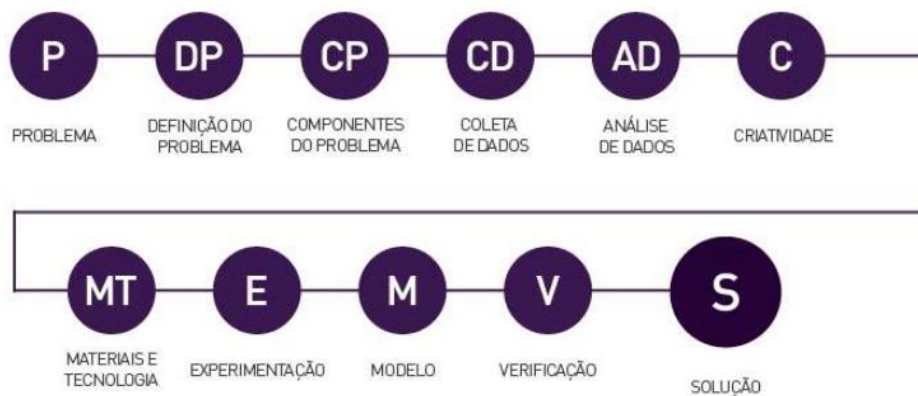 P
DP
CP
CD
AD
C
PROBLEMA
DEFINIÇÃO DO
PROBLEMA
COMPONENTES
DO PROBLEMA
COLETA
DE DADOS
ANÁLISE
DE DADOS
CRIATIVIDADE
MT
E
M
V
S
MATERIAIS E
TECNOLOGIA
EXPERIMENTAÇÃO
MODELO
VERIFICAÇÃO
SOLUÇÃO